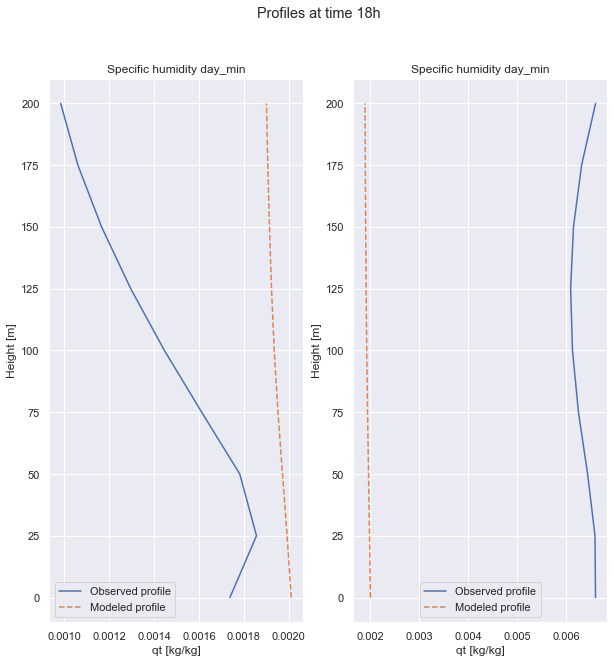 Profiles at time 18h
Specific humidity day_min
Height [m]
200
175
150
125
100
75
50
25
0
Observed profile
Modeled profile
0.0010 0.0012 0.0014 0.0016 0.0018 0.0020
qt [kg/kg]
Specific humidity day_min
Height [m]
200
175
150
125
100
75
50
25
0
Observed profile
Modeled profile
0.002 0.003 0.004 0.005 0.006
qt [kg/kg]